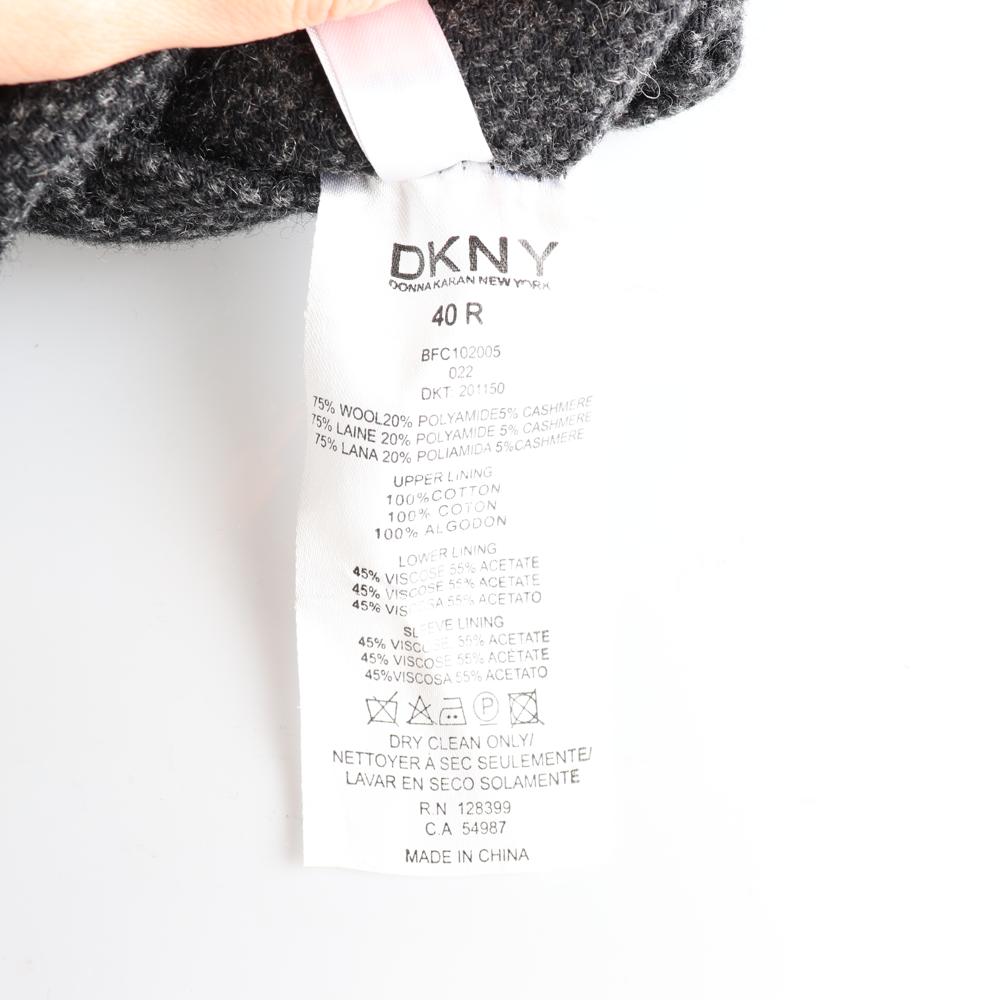 DKNY
DONNA KARAN NEW YORK
40 R
BFC102005
022
DKT: 201150
75% WOOL20% POLYAMIDE5% CASHMERE
75% LAINE 20% POLYAMIDE 5% CASHMERE
75% LANA 20% POLIAMIDA 5%CASHMERE
UPPER LINING
100%COTTON
100% COTON
100% ALGODON
LOWER LINING
45% VISCOSE 55% ACETATE
45% VISCOSE 55% ACETATE
45% VISCOSA 55% ACETATO
SLEEVE LINING
45% VISCOSE 55% ACETATE
45% VISCOSE 55% ACÉTATE
45%VISCOSA 55% ACETATO
P
DRY CLEAN ONLY/
NETTOYER À SEC SEULEMENTE/
LAVAR EN SECO SOLAMENTE
R.N 128399
C.A 54987
MADE IN CHINA